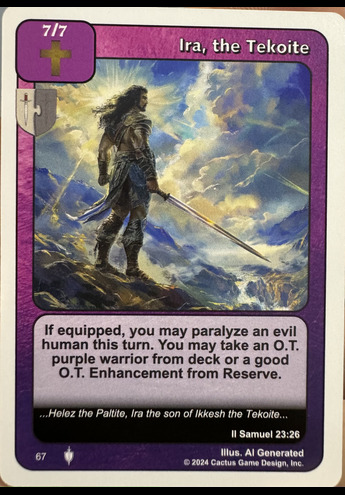 7/7
Ira, the Tekoite
If equipped, you may paralyze an evil
human this turn. You may take an O.T.
purple warrior from deck or a good
O.T. Enhancement from Reserve.
...Helez the Paltite, Ira the son of Ikkesh the Tekoite...
II Samuel 23:26
Illus. AI Generated
67
© 2024 Cactus Game Design, Inc.